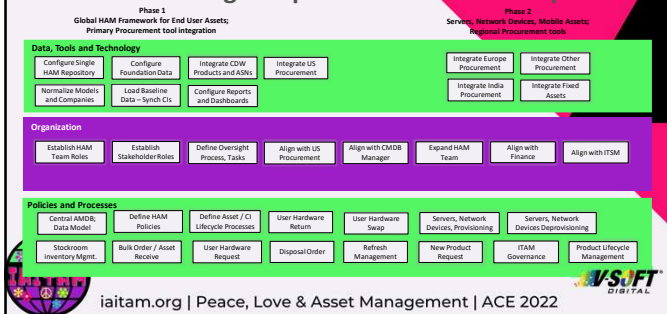 Phase 1
Global HAM Framework for End User Assets;
Primary Procurement tool integration
Phase 2
Servers, Network Devices, Mobile Assets;
Regional Procurement tools
Data, Tools and Technology
Configure Single
HAM Repository
Configure
Foundation Data
Integrate CDW
Products and ASNs
Integrate US
Procurement
Integrate Europe
Procurement
Integrate Other
Procurement
Normalize Models
and Companies
Load Baseline
Data – Synch CIs
Configure Reports
and Dashboards
Integrate India
Procurement
Integrate Fixed
Assets
Organization
Establish HAM
Team Roles
Establish
Stakeholder Roles
Define Oversight
Process, Tasks
Align with US
Procurement
Align with CMDB
Manager
Expand HAM
Team
Align with
Finance
Align with ITSM
Policies and Processes
Central AMDB;
Data Model
Define HAM
Policies
Define Asset / CI
Lifecycle Processes
User Hardware
Return
User Hardware
Swap
Servers, Network
Devices, Provisioning
Servers, Network
Devices Deprovisioning
Stockroom
inventory Mgmt.
Bulk Order / Asset
Receive
User Hardware
Request
Disposal Order
Refresh
Management
New Product
Request
ITAM
Governance
Product Lifecycle
Management
IAITAM
iaitam.org | Peace, Love & Asset Management | ACE 2022
V-SOFT
DIGITAL